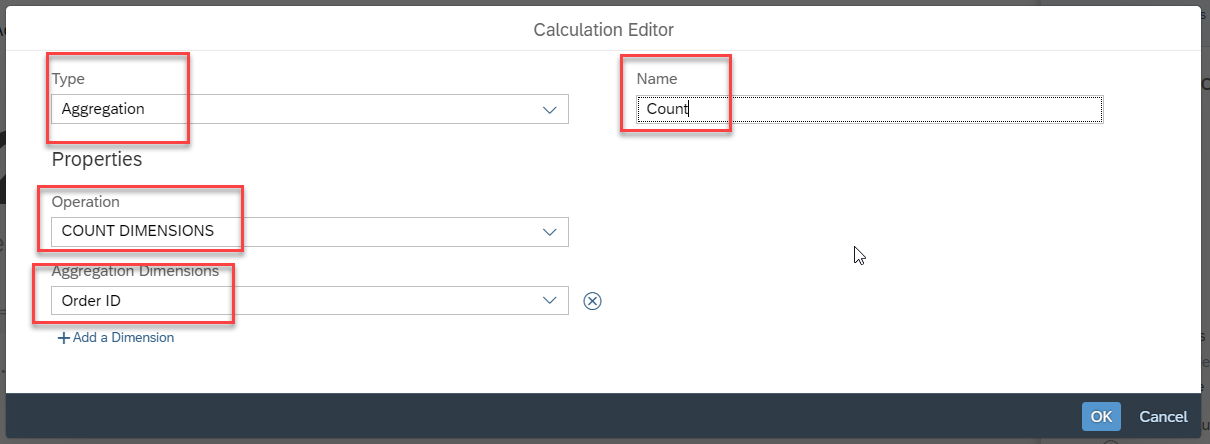 Calculation Editor
Type
Name
Aggregation
Count
Properties
Operation
COUNT DIMENSIONS
Aggregation Dimensions
Order ID
Add a Dimension
OK
Cancel